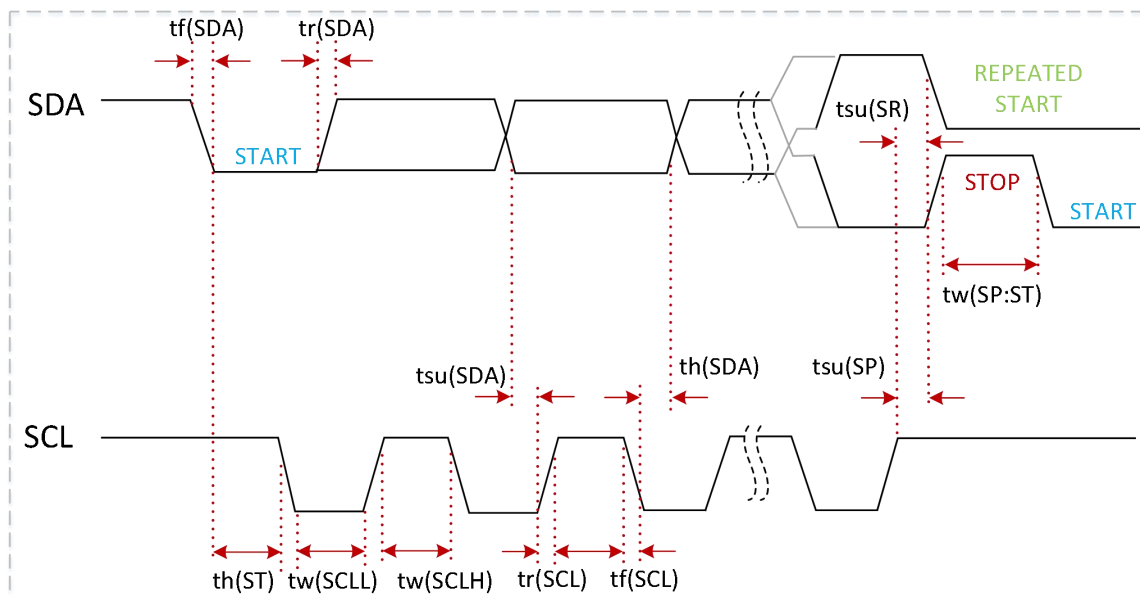 tf(SDA)
tr(SDA)
SDA
START
tsu(SR)
REPEATED
START
STOP
START
tw(SP:ST)
tsu(SDA)
th(SDA)
tsu(SP)
SCL
th(ST)
tw(SCLL)
tw(SCLH)
tr(SCL)
tf(SCL)